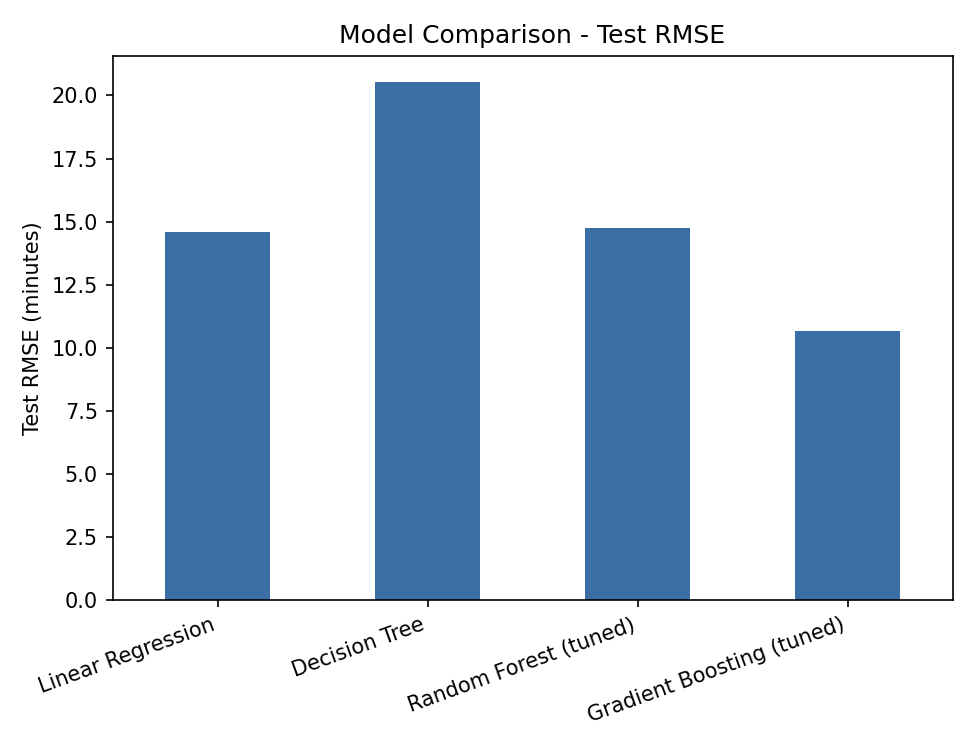 Model Comparison - Test RMSE
Test RMSE (minutes)
20.0
17.5
15.0
12.5
10.0
7.5
5.0
2.5
0.0
Linear Regression
Decision Tree
Random Forest (tuned)
Gradient Boosting (tuned)